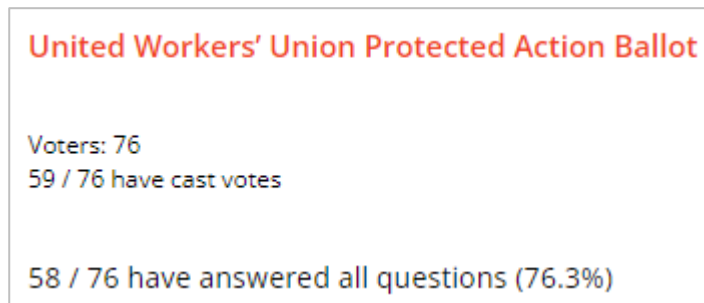 United Workers’ Union Protected Action Ballot
Voters: 76
59 / 76 have cast votes
58 / 76 have answered all questions (76.3%)